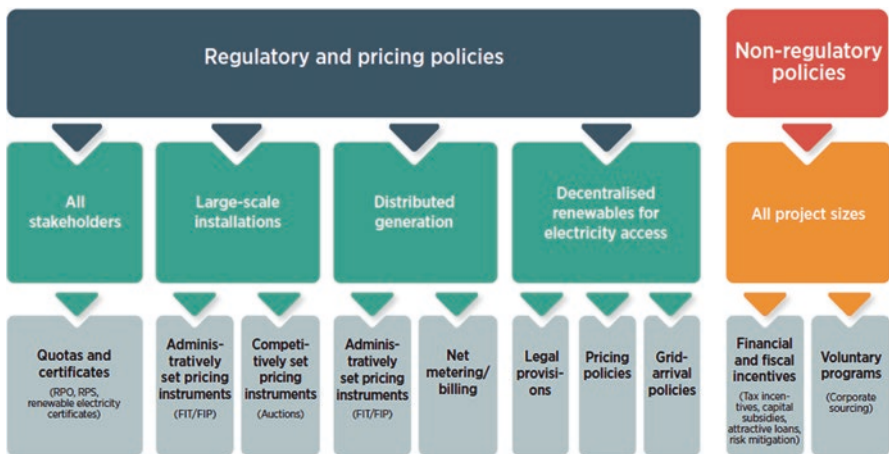 Regulatory and pricing policies
Non-regulatory
policies
All
stakeholders
Large-scale
installations
Distributed
generation
Decentralised
renewables for
electricity access
All project sizes
Quotas and
certificates
(RPO, RPS,
renewable electricity
certificates)
Adminis-
tratively
set pricing
instruments
(FIT/FIP)
Compet-
itively set
pricing
instruments
(Auctions)
Adminis-
tratively
set pricing
instruments
(FIT/FIP)
Net
metering/
billing
Legal
provisi-
ons
Pricing
policies
Grid-
arrival
policies
Financial
and fiscal
incentives
(Tax incen-
tives, capital
subsidies,
attractive loans,
risk mitigation)
Voluntary
programs
(Corporate
sourcing)